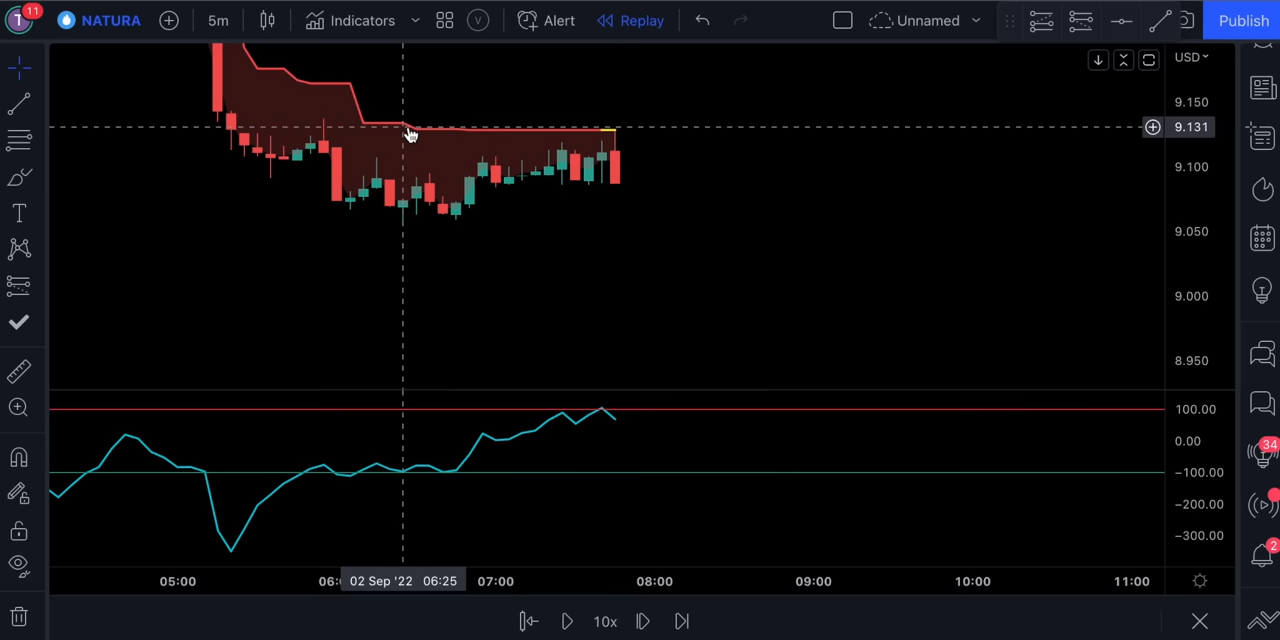 T 11 NATURA 5m Indicators V Alert Replay Unnamed Publish
USD
9.150
9.131
9.100
9.050
9.000
8.950
100.00
0.00
−100.00
34
−200.00
−300.00
2
05:00 06:0 02 Sep '22 06:25 07:00 08:00 09:00 10:00 11:00
10x
T